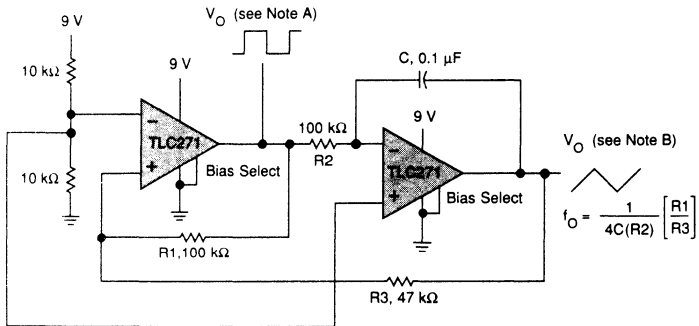 V_O (see Note A)
9 V
10 kΩ
9 V
C, 0.1 μF
−
TLC271
+
Bias Select
100 kΩ
R2
9 V
−
TLC271
+
Bias Select
V_O (see Note B)
10 kΩ
R1,100 kΩ
R3, 47 kΩ
f_O = 1 / 4C(R2) [R1 / R3]